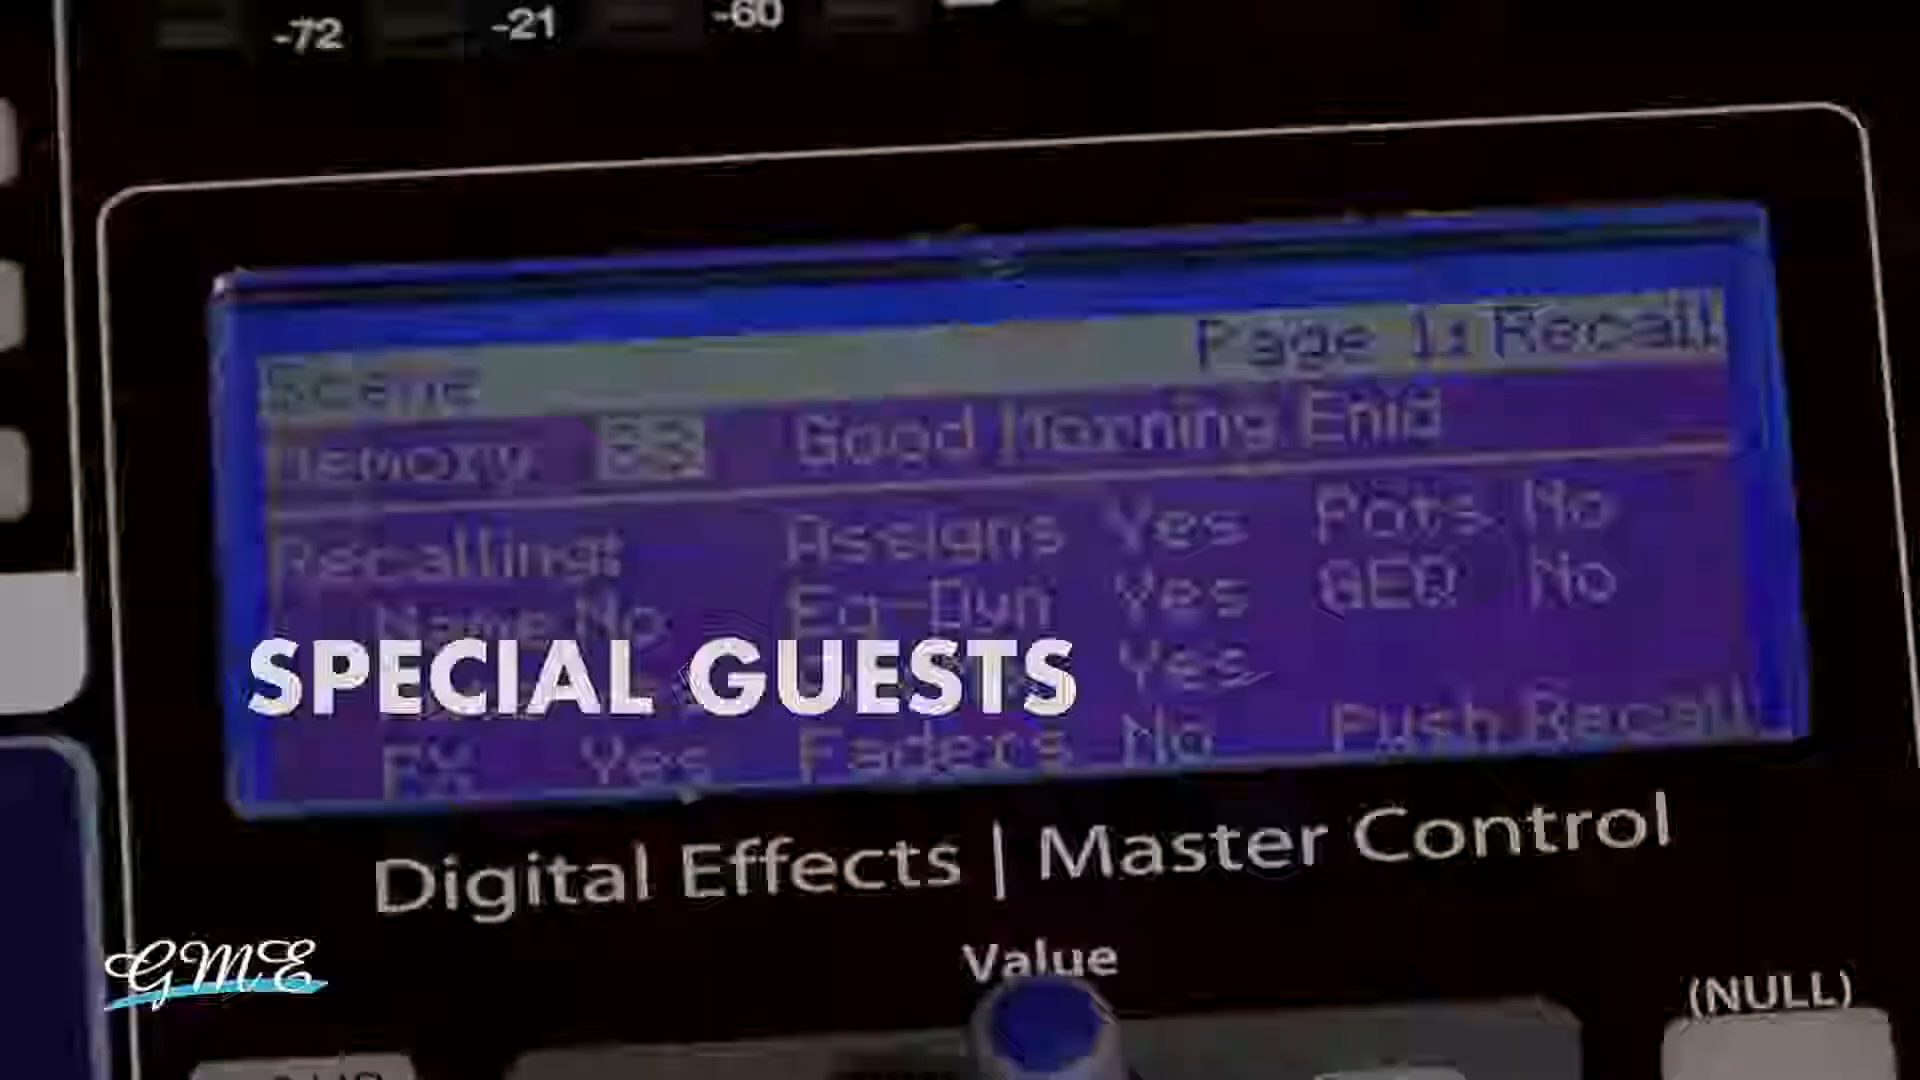 -72 -21 -60
Scene Page 1: Recall
Memory Good Morning Enid
Recalling: Assigns Yes Pots No
Name No Eq-Dyn Yes GEQ No
Yes
SPECIAL GUESTS
FX Yes Faders No Push Recall
Digital Effects | Master Control
GME
Value
(NULL)